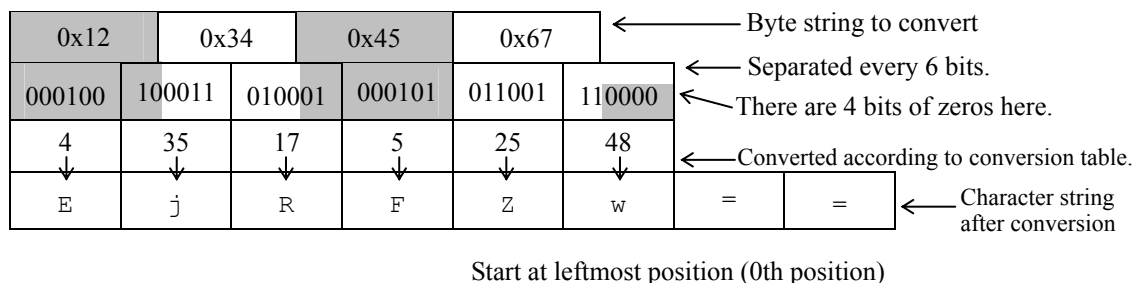 0x12 0x34 0x45 0x67 Byte string to convert
Separated every 6 bits.
000100 100011 010001 000101 011001 110000 There are 4 bits of zeros here.
4 35 17 5 25 48 Converted according to conversion table.
E j R F Z w = = Character string
after conversion
Start at leftmost position (0th position)